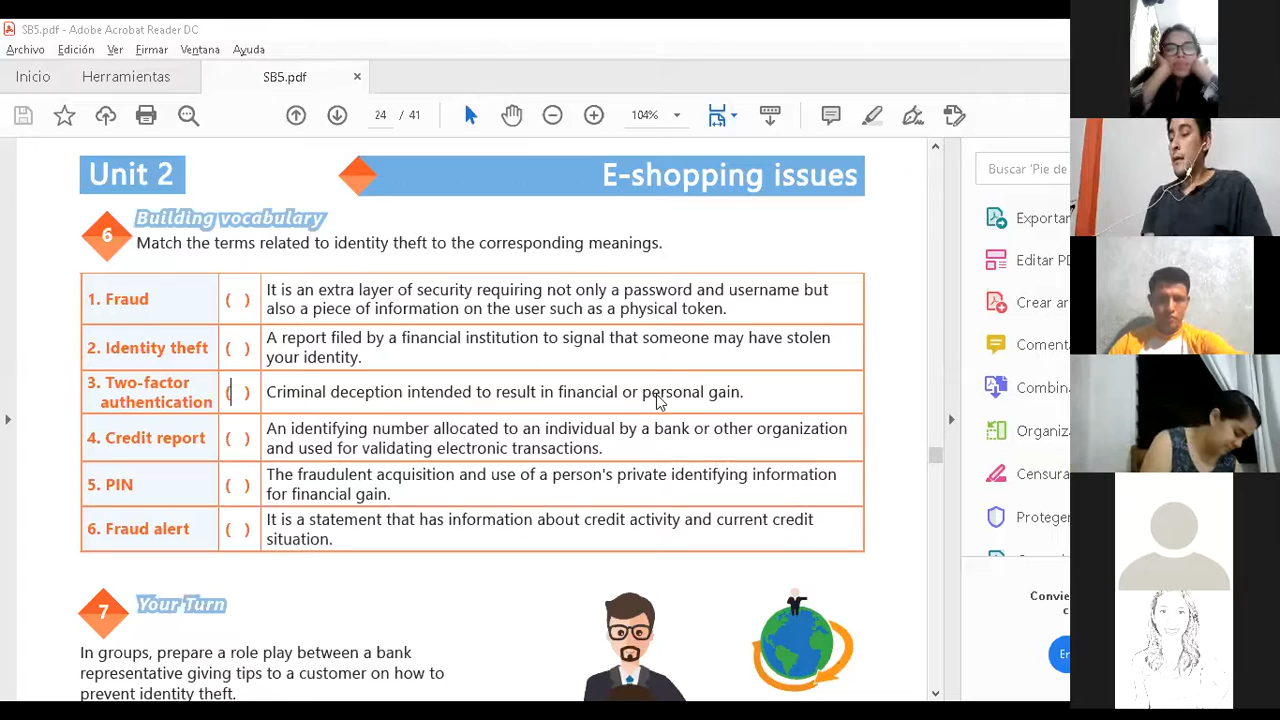 SB5.pdf - Adobe Acrobat Reader DC
Archivo Edición Ver Firmar Ventana Ayuda
Inicio Herramientas SB5.pdf ×
24 / 41 104%
Unit 2 E-shopping issues
6 Building vocabulary
Match the terms related to identity theft to the corresponding meanings.
1. Fraud ( ) It is an extra layer of security requiring not only a password and username but
also a piece of information on the user such as a physical token.
2. Identity theft ( ) A report filed by a financial institution to signal that someone may have stolen
your identity.
3. Two-factor
authentication ( ) Criminal deception intended to result in financial or personal gain.
4. Credit report ( ) An identifying number allocated to an individual by a bank or other organization
and used for validating electronic transactions.
5. PIN ( ) The fraudulent acquisition and use of a person's private identifying information
for financial gain.
6. Fraud alert ( ) It is a statement that has information about credit activity and current credit
situation.
7 Your Turn
In groups, prepare a role play between a bank
representative giving tips to a customer on how to
prevent identity theft.
Buscar 'Pie de
Exportar
Editar PD
Crear ar
Comenta
Combin
Organiz
Censura
Proteger
Convie
c
En